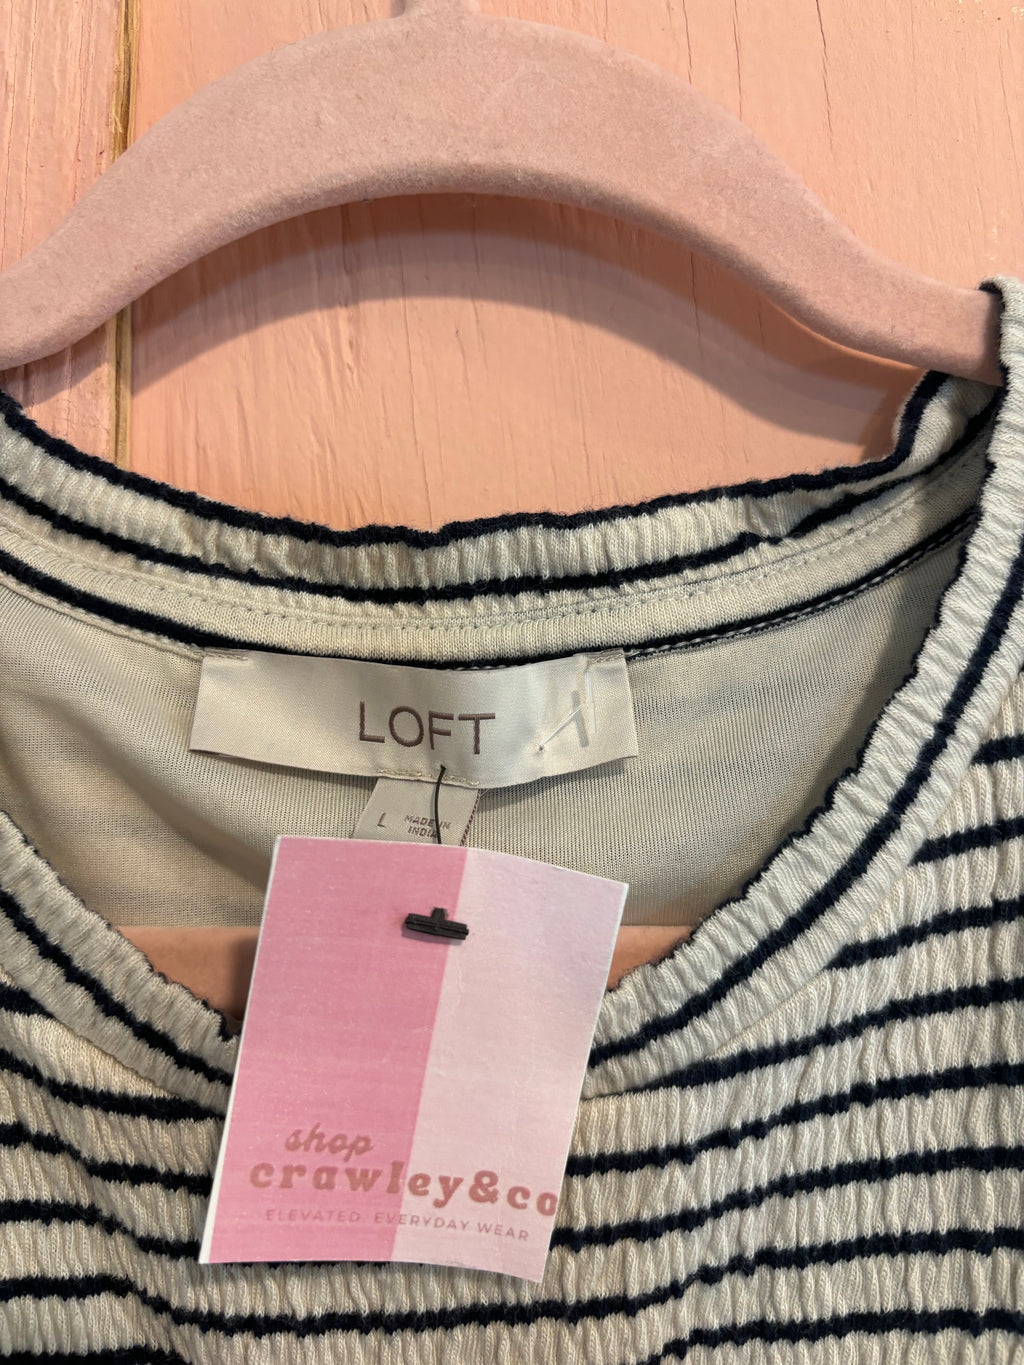 LOFT
L
MADE IN
INDIA
shop
crawley&co
ELEVATED EVERYDAY WEAR